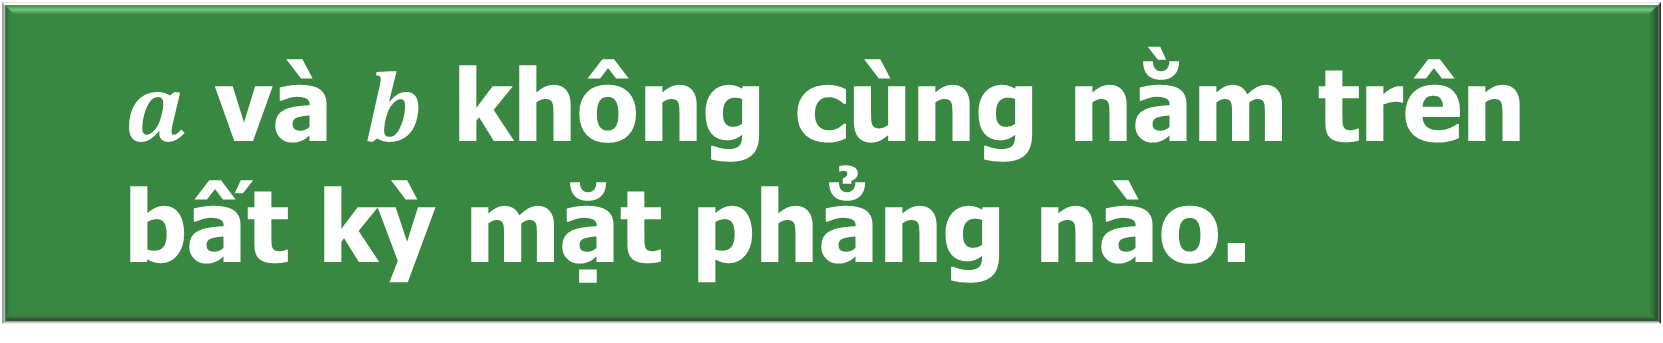 a và b không cùng nằm trên
bất kỳ mặt phẳng nào.